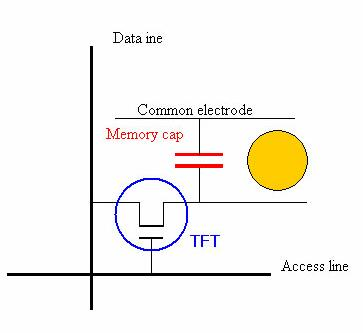 Data ine
Common electrode
Memory cap
TFT
Access line